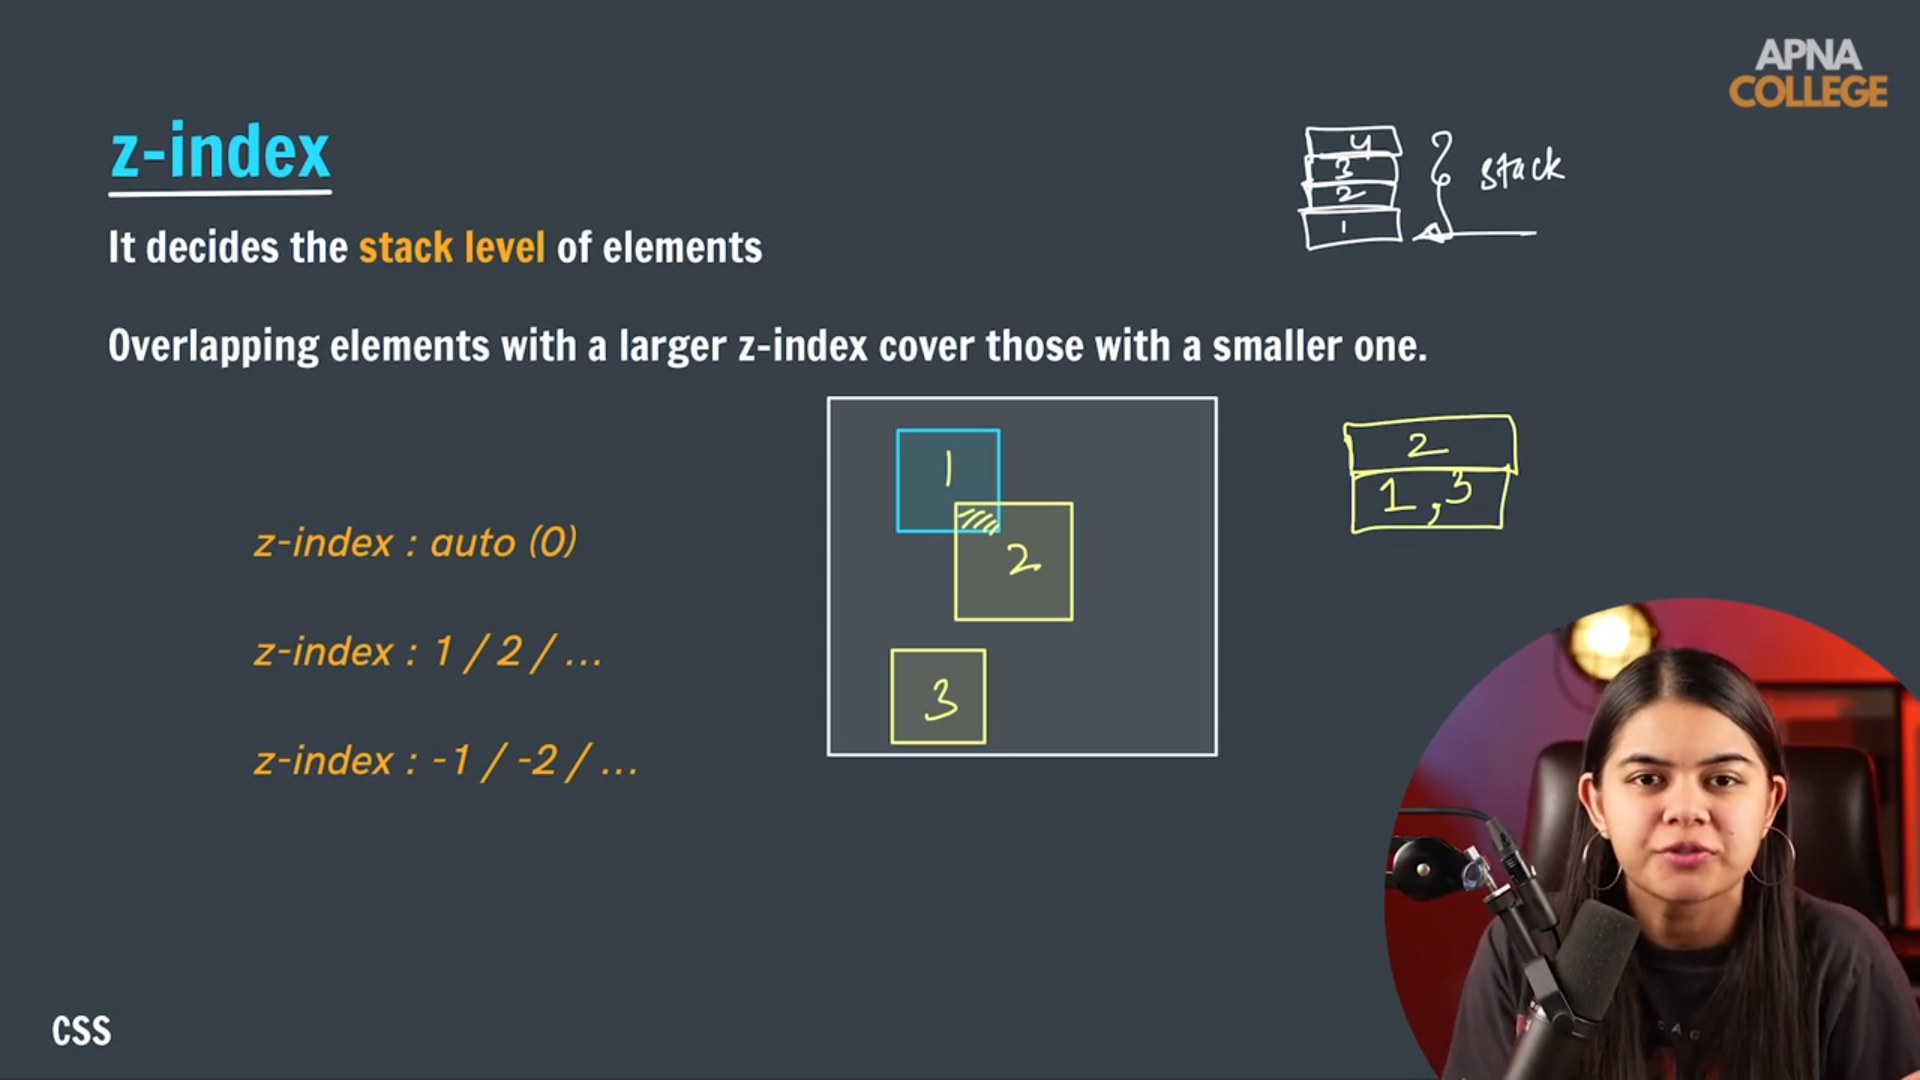 APNA
COLLEGE
z-index
4
3
2
1
stack
It decides the stack level of elements
Overlapping elements with a larger z-index cover those with a smaller one.
1
2
3
2
1,3
z-index : auto (0)
z-index : 1 / 2 / ...
z-index : -1 / -2 / ...
CSS